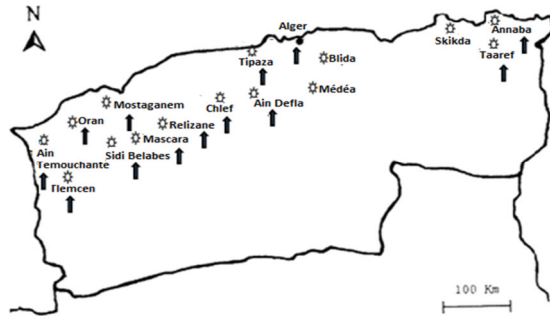 N
Alger
Skikda
Annaba
Taaref
Tipaza
Blida
Médéa
Mostaganem
Chlef
Ain Defla
Oran
Relizane
Mascara
Ain
Temouchante
Sidi Belabes
Tlemcen
100 Km